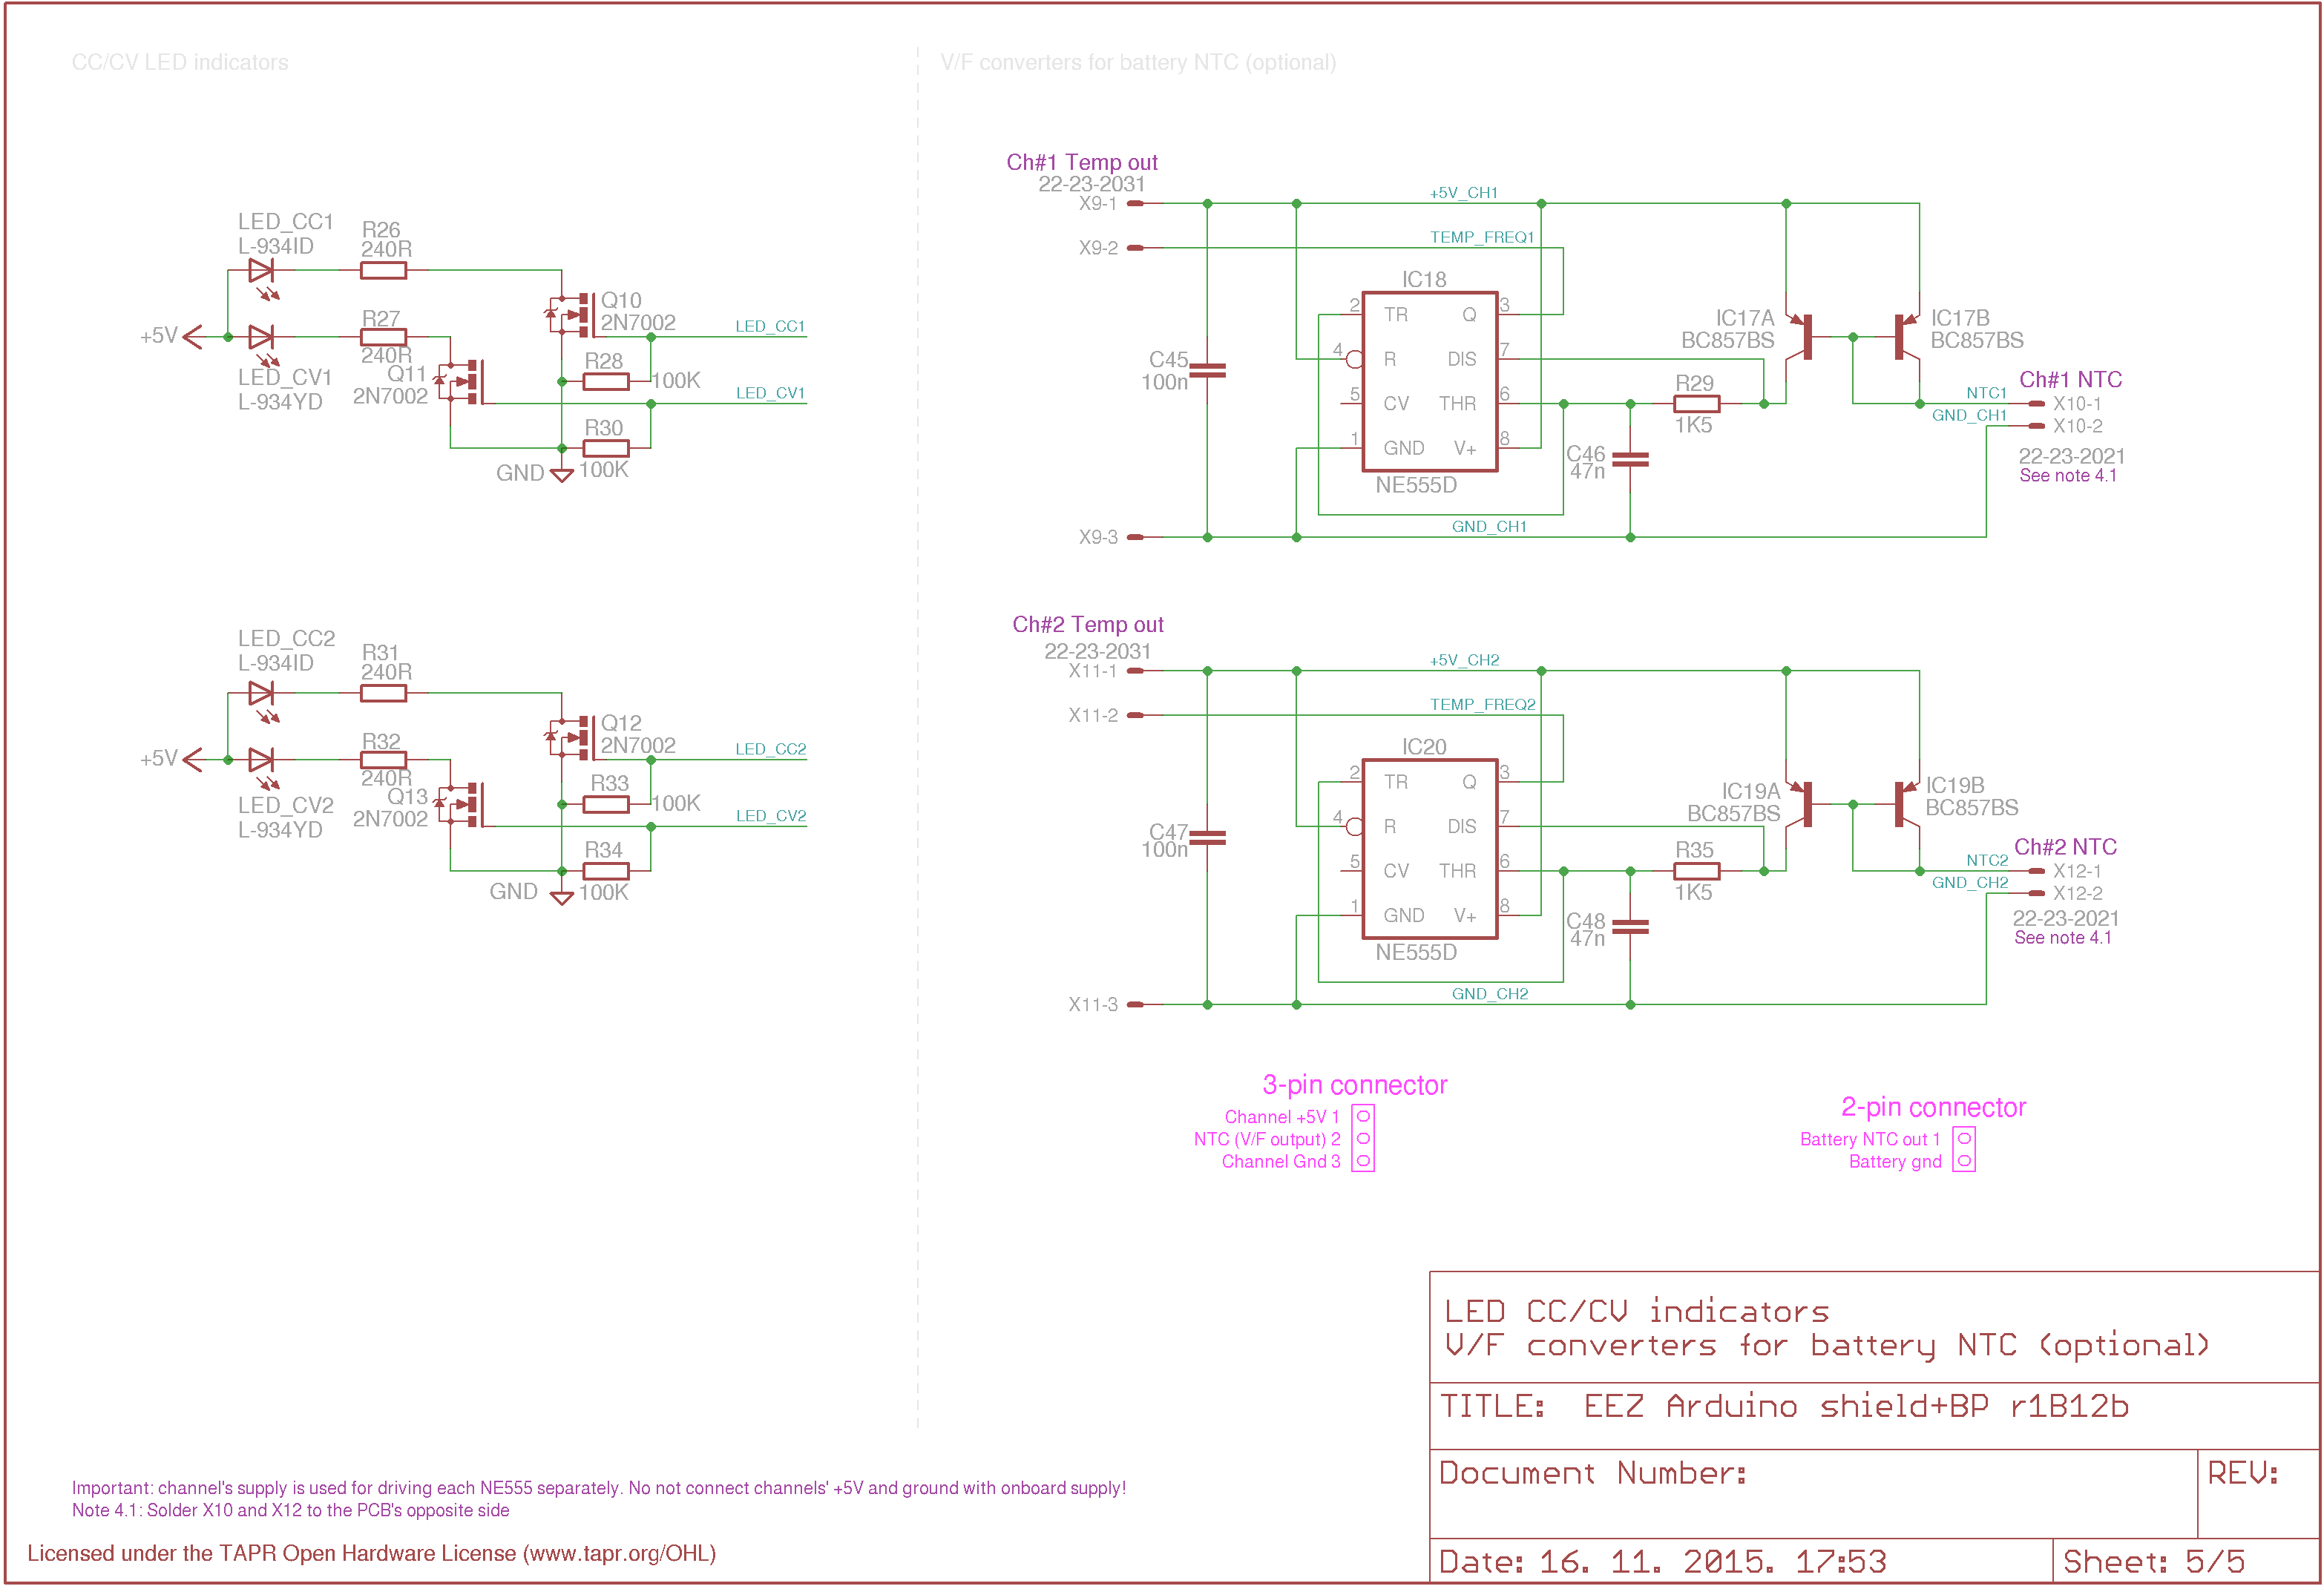 CC/CV LED indicators
V/F converters for battery NTC (optional)
LED_CC1
L-934ID
R26
240R
+5V
R27
240R
LED_CV1
L-934YD
Q10
2N7002
LED_CC1
R28
100K
Q11
2N7002
LED_CV1
R30
100K
GND
LED_CC2
L-934ID
R31
240R
+5V
R32
240R
LED_CV2
L-934YD
Q12
2N7002
LED_CC2
R33
100K
Q13
2N7002
LED_CV2
R34
100K
GND
Ch#1 Temp out
22-23-2031
X9-1
X9-2
X9-3
+5V_CH1
TEMP_FREQ1
C45
100n
IC18
2 TR Q 3
4 R DIS 7
5 CV THR 6
1 GND V+ 8
NE555D
GND_CH1
C46
47n
R29
1K5
IC17A
BC857BS
IC17B
BC857BS
NTC1
GND_CH1
Ch#1 NTC
X10-1
X10-2
22-23-2021
See note 4.1
Ch#2 Temp out
22-23-2031
X11-1
X11-2
X11-3
+5V_CH2
TEMP_FREQ2
C47
100n
IC20
2 TR Q 3
4 R DIS 7
5 CV THR 6
1 GND V+ 8
NE555D
GND_CH2
C48
47n
R35
1K5
IC19A
BC857BS
IC19B
BC857BS
NTC2
GND_CH2
Ch#2 NTC
X12-1
X12-2
22-23-2021
See note 4.1
3-pin connector
Channel +5V 1
NTC (V/F output) 2
Channel Gnd 3
2-pin connector
Battery NTC out 1
Battery gnd
LED CC/CV indicators
V/F converters for battery NTC (optional)
TITLE: EEZ Arduino shield+BP r1B12b
Document Number:
REV:
Date: 16. 11. 2015. 17:53
Sheet: 5/5
Important: channel's supply is used for driving each NE555 separately. No not connect channels' +5V and ground with onboard supply!
Note 4.1: Solder X10 and X12 to the PCB's opposite side
Licensed under the TAPR Open Hardware License (www.tapr.org/OHL)